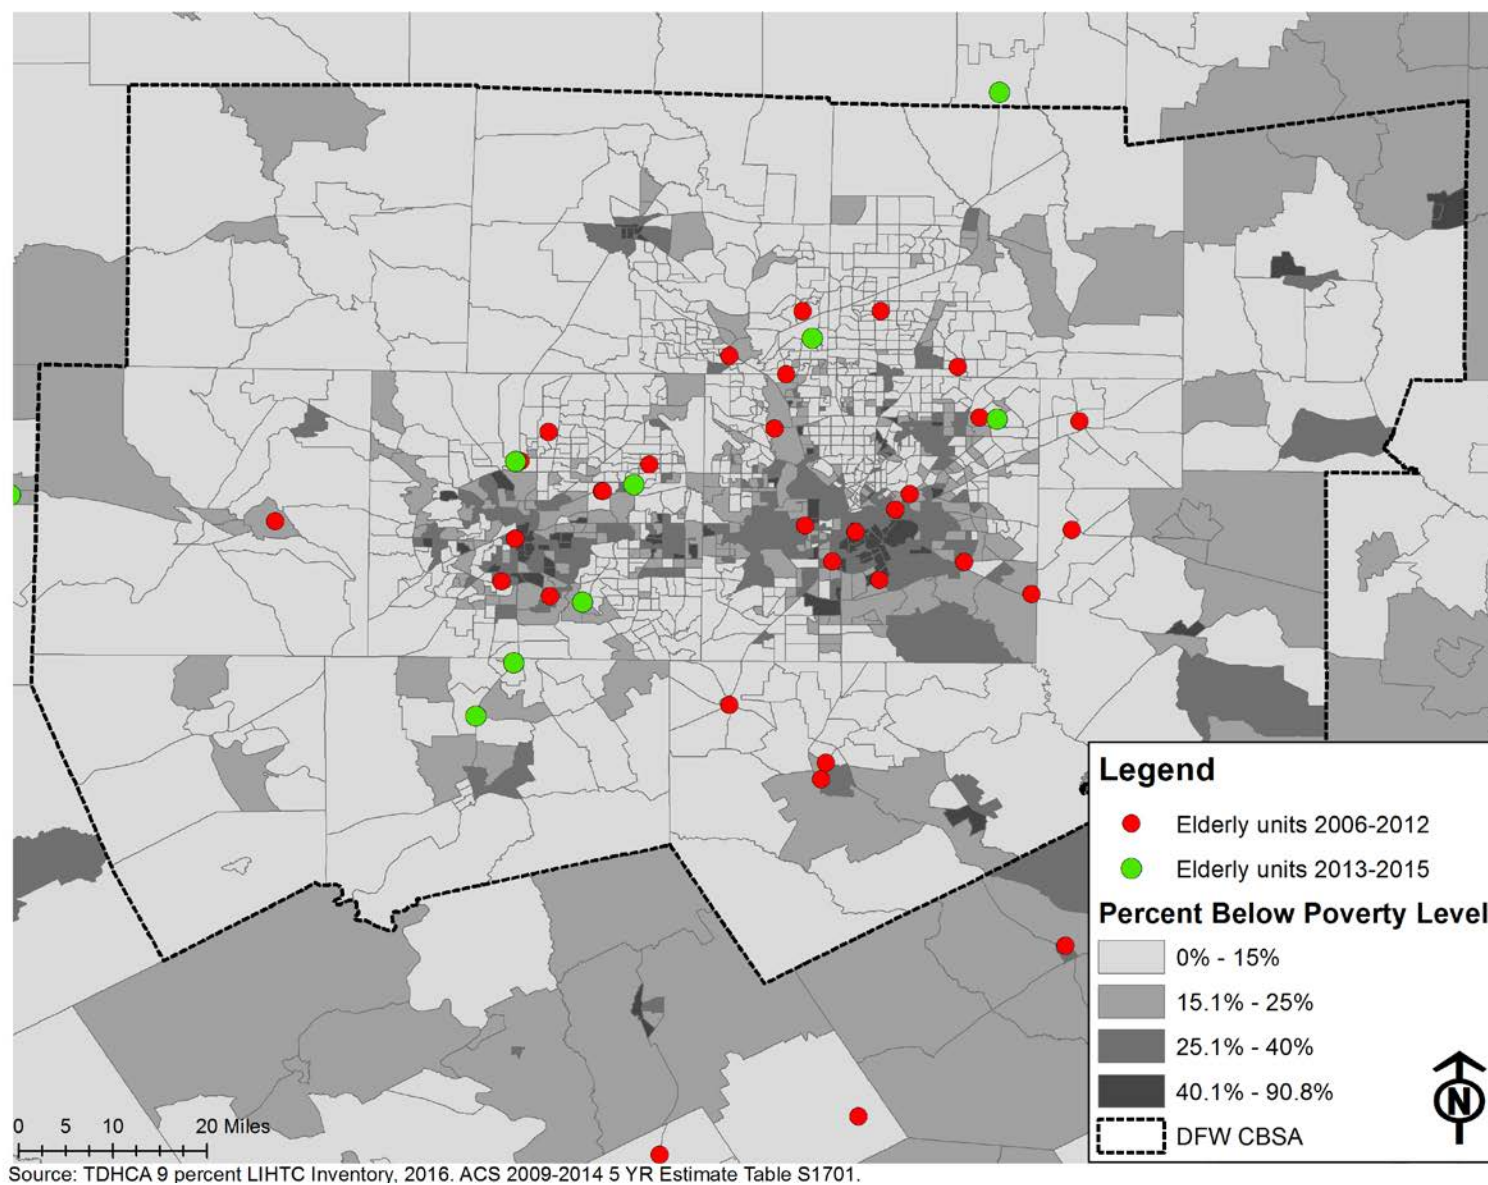 Legend
Elderly units 2006-2012
Elderly units 2013-2015
Percent Below Poverty Level
0% - 15%
15.1% - 25%
25.1% - 40%
40.1% - 90.8%
DFW CBSA
N
0 5 10 20 Miles
Source: TDHCA 9 percent LIHTC Inventory, 2016. ACS 2009-2014 5 YR Estimate Table S1701.